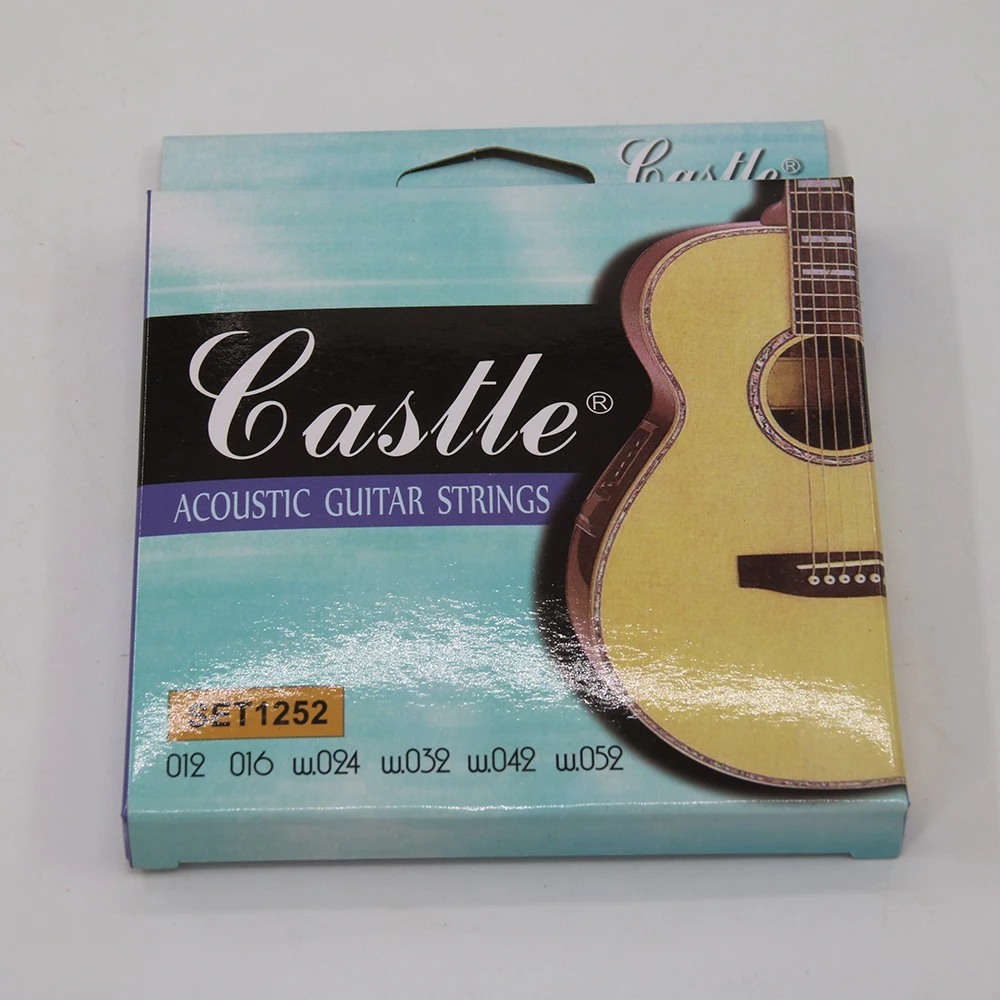 Castle®
Castle®
ACOUSTIC GUITAR STRINGS
SET1252
012 016 w.024 w.032 w.042 w.052